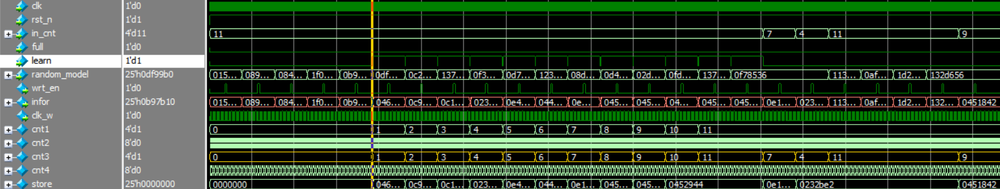 clk 1'd0
rst_n 1'd1
in_cnt 4'd11 11 7 4 11 9
full 1'd0
learn 1'd1
random_model 25'h0df99b0 015... 089... 084... 1f0... 0b9... 0df... 0c2... 137... 0f3... 0d7... 123... 08d... 0d4... 02d... 0fd... 137... 0f78536 113... 0af... 1d2... 132d656
wrt_en 1'd0
infor 25'h0b97b10 015... 089... 084... 1f0... 0b9... 046... 0c9... 0c1... 023... 0e4... 044... 0e... 045... 045... 04... 045... 045... 0e1... 023... 113... 0af... 1d2... 132... 0451842
clk_w 1'd0
cnt1 4'd1 0 1 2 3 4 5 6 7 8 9 10 11
cnt2 8'd0
cnt3 4'd1 0 1 2 3 4 5 6 7 8 9 10 11 7 4 11 9
cnt4 8'd0
store 25'h0000000 0000000 046... 0c9... 0c1... 023... 0e4... 044... 0e1... 045... 045... 0452944 0e1... 0232be2 0451842